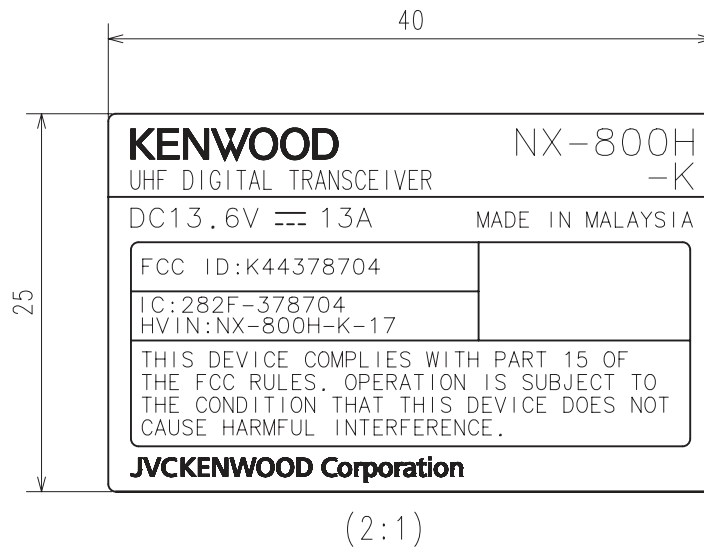 40
25
KENWOOD
NX-800H
-K
UHF DIGITAL TRANSCEIVER
DC13.6V ⎓ 13A
MADE IN MALAYSIA
FCC ID:K44378704
IC:282F-378704
HVIN:NX-800H-K-17
THIS DEVICE COMPLIES WITH PART 15 OF
THE FCC RULES. OPERATION IS SUBJECT TO
THE CONDITION THAT THIS DEVICE DOES NOT
CAUSE HARMFUL INTERFERENCE.
JVCKENWOOD Corporation
(2:1)